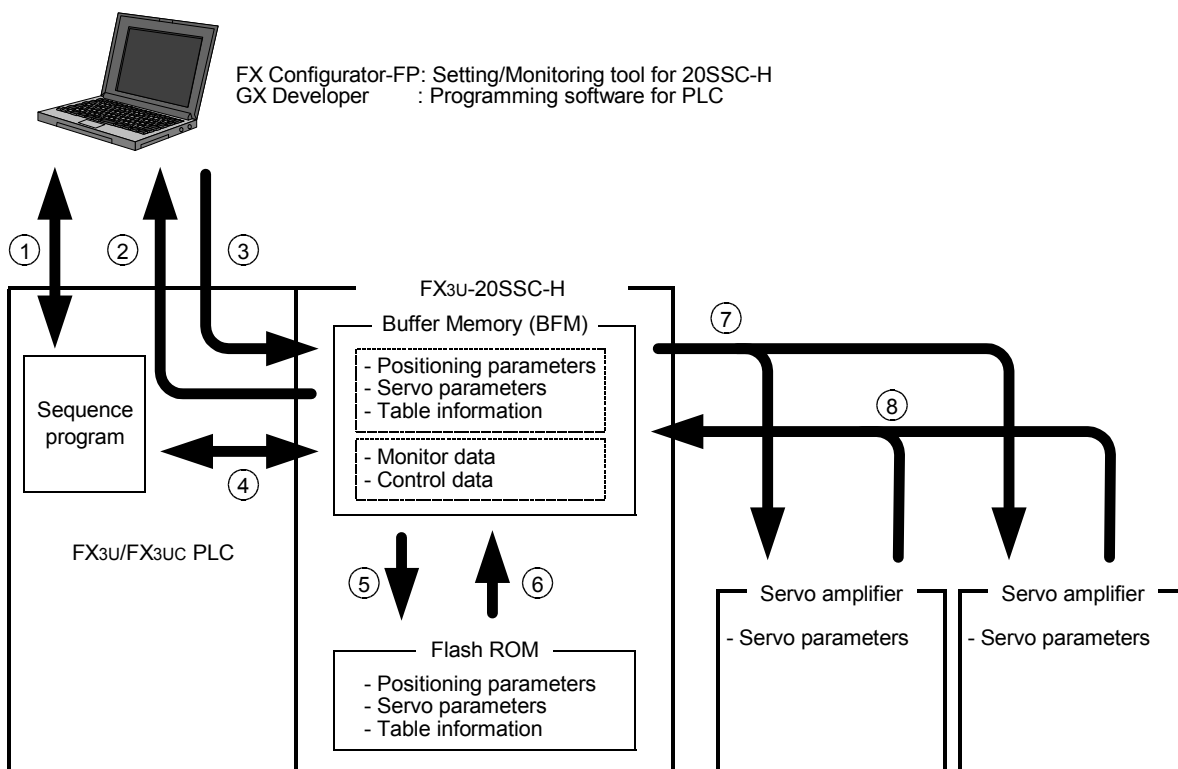 FX Configurator-FP: Setting/Monitoring tool for 20SSC-H
GX Developer : Programming software for PLC
1
2
3
FX3U-20SSC-H
Buffer Memory (BFM)
7
- Positioning parameters
- Servo parameters
- Table information
Sequence
program
8
- Monitor data
- Control data
4
FX3U/FX3UC PLC
5
6
Servo amplifier
Servo amplifier
- Servo parameters
- Servo parameters
Flash ROM
- Positioning parameters
- Servo parameters
- Table information